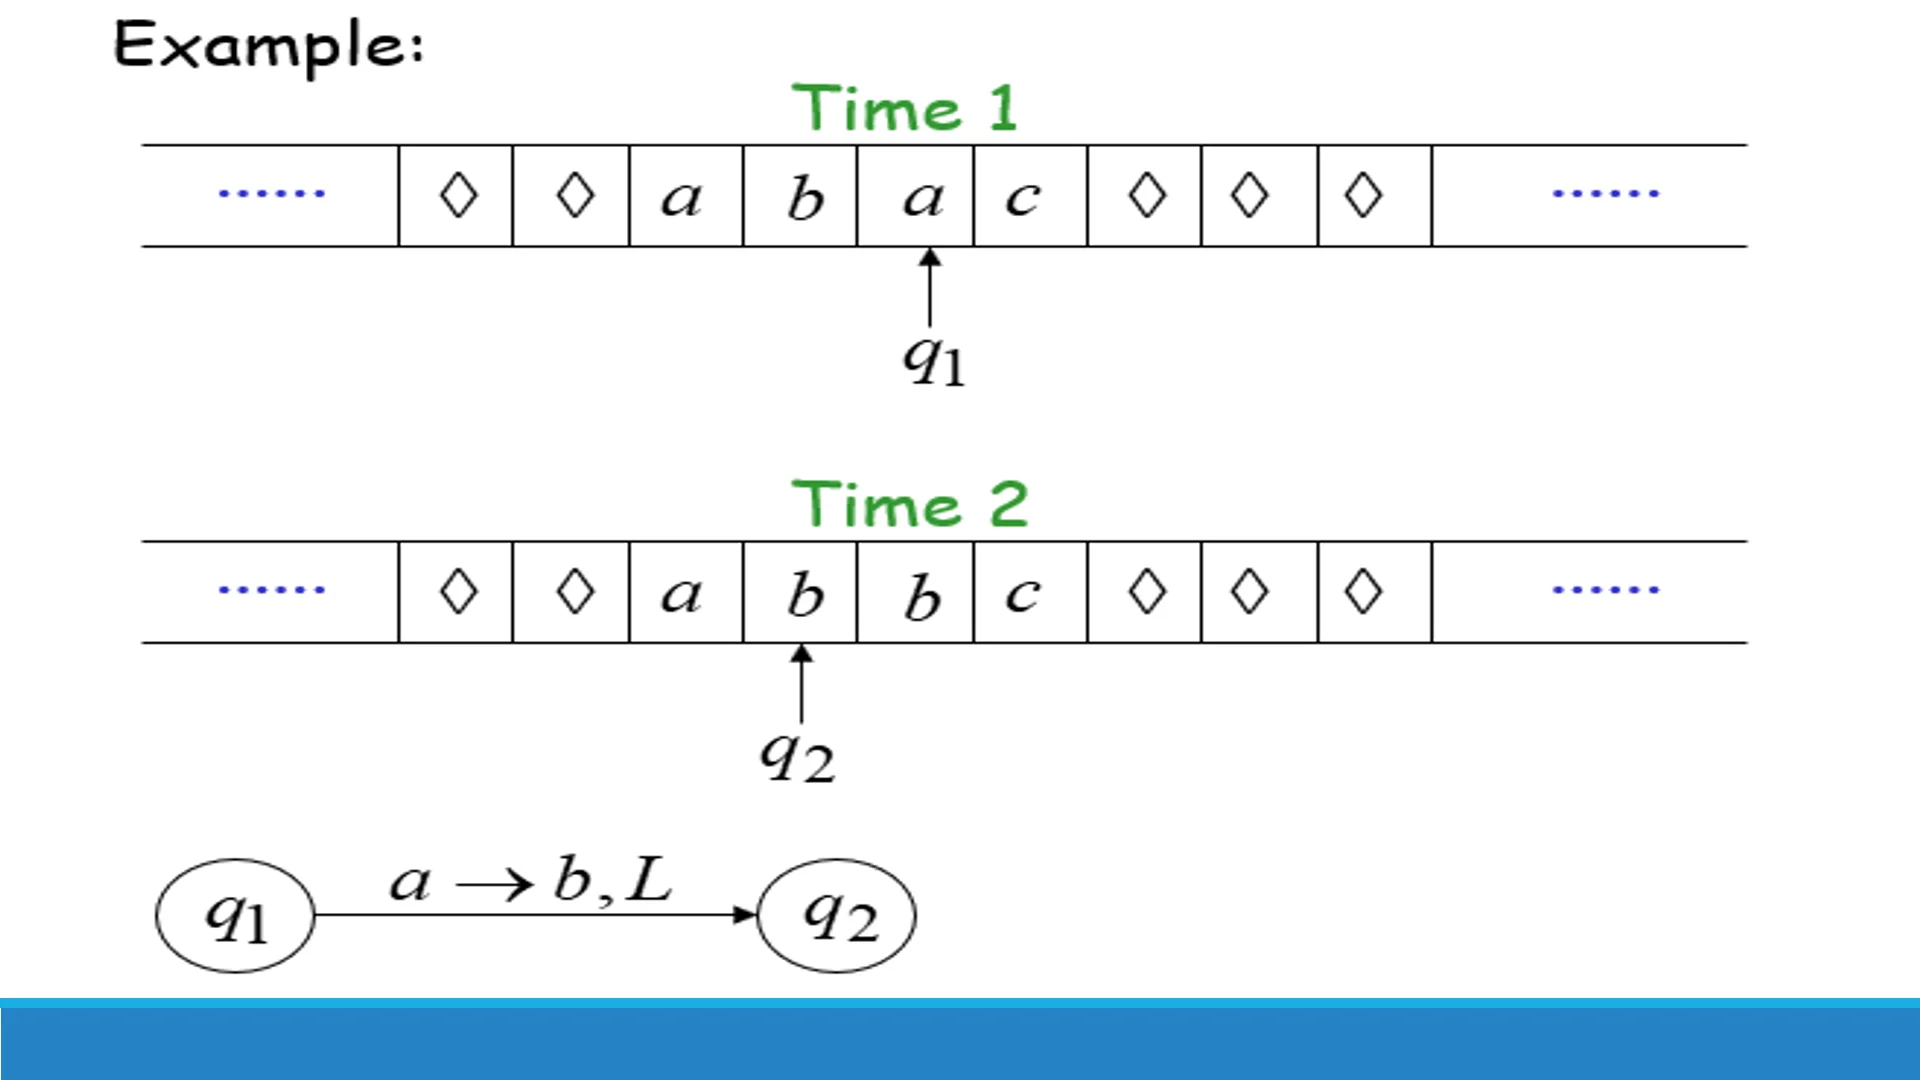 Example:
Time 1
...... ◊ ◊ a b a c ◊ ◊ ◊ ......
q1
Time 2
...... ◊ ◊ a b b c ◊ ◊ ◊ ......
q2
q1 a → b, L q2